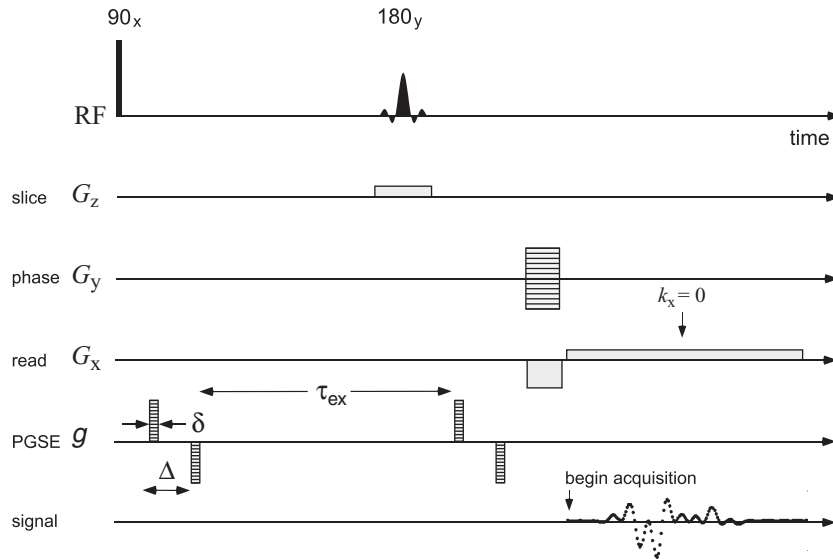 90x 180y
RF
time
slice Gz
phase Gy
kx = 0
read Gx
τex
PGSE g δ
Δ
begin acquisition
signal